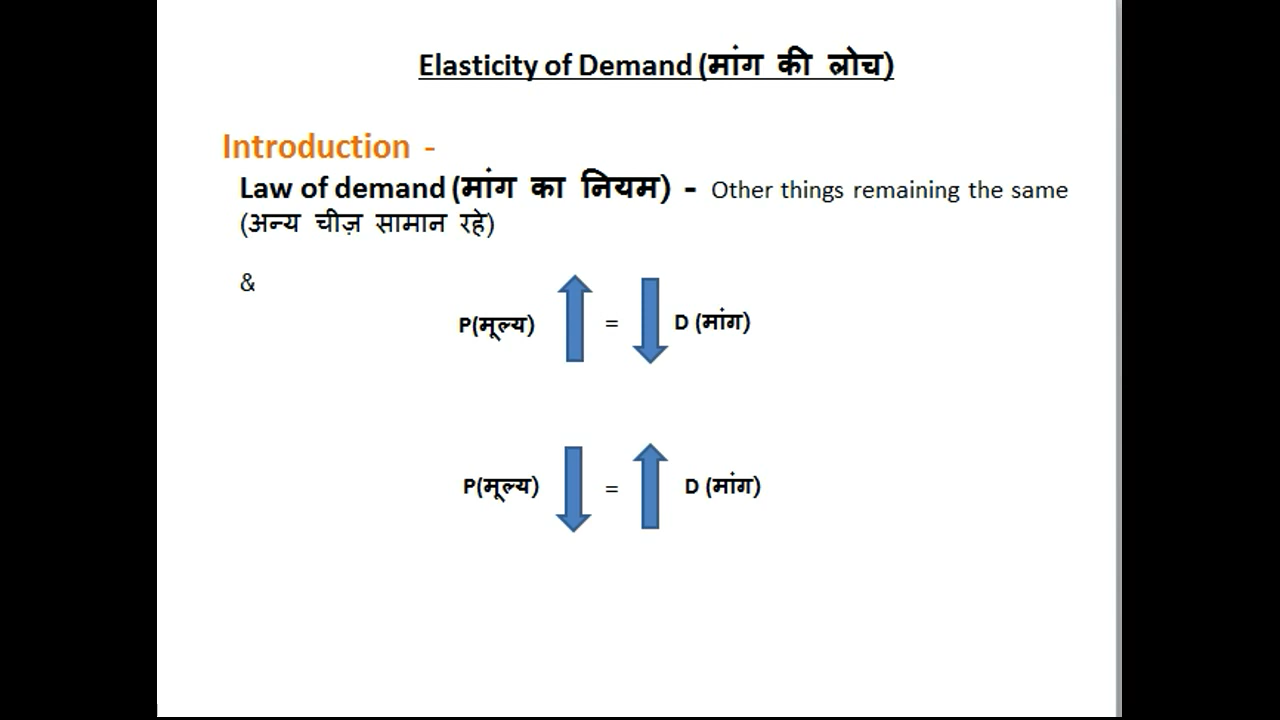 Elasticity of Demand (मांग की लोच)
Introduction -
Law of demand (मांग का नियम) - Other things remaining the same
(अन्य चीज़ सामान रहे)
&
P(मूल्य) = D (मांग)
P(मूल्य) = D (मांग)